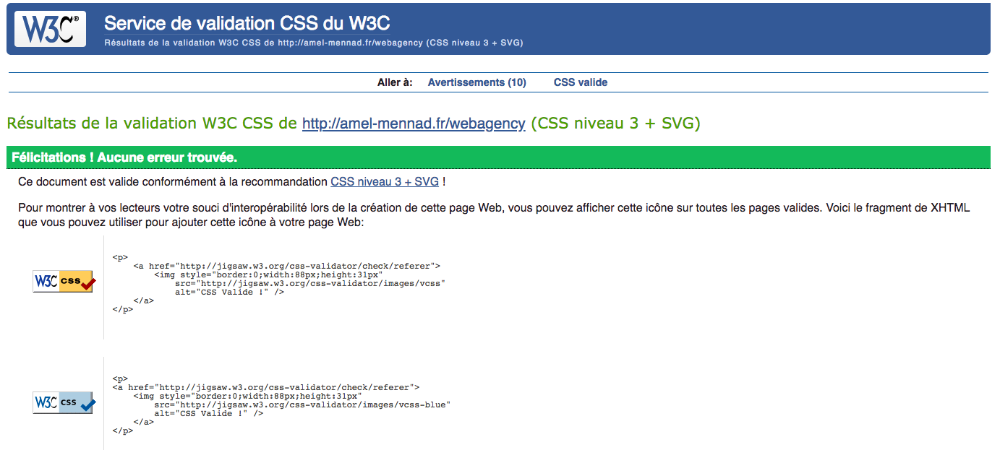 W3C® Service de validation CSS du W3C
Résultats de la validation W3C CSS de http://amel-mennad.fr/webagency (CSS niveau 3 + SVG)
Aller à: Avertissements (10) CSS valide
Résultats de la validation W3C CSS de http://amel-mennad.fr/webagency (CSS niveau 3 + SVG)
Félicitations ! Aucune erreur trouvée.
Ce document est valide conformément à la recommandation CSS niveau 3 + SVG !
Pour montrer à vos lecteurs votre souci d'interopérabilité lors de la création de cette page Web, vous pouvez afficher cette icône sur toutes les pages valides. Voici le fragment de XHTML
que vous pouvez utiliser pour ajouter cette icône à votre page Web:
W3C css
<p>
<a href="http://jigsaw.w3.org/css-validator/check/referer">
<img style="border:0;width:88px;height:31px"
src="http://jigsaw.w3.org/css-validator/images/vcss"
alt="CSS Valide !" />
</a>
</p>
W3C css
<p>
<a href="http://jigsaw.w3.org/css-validator/check/referer">
<img style="border:0;width:88px;height:31px"
src="http://jigsaw.w3.org/css-validator/images/vcss-blue"
alt="CSS Valide !" />
</a>
</p>